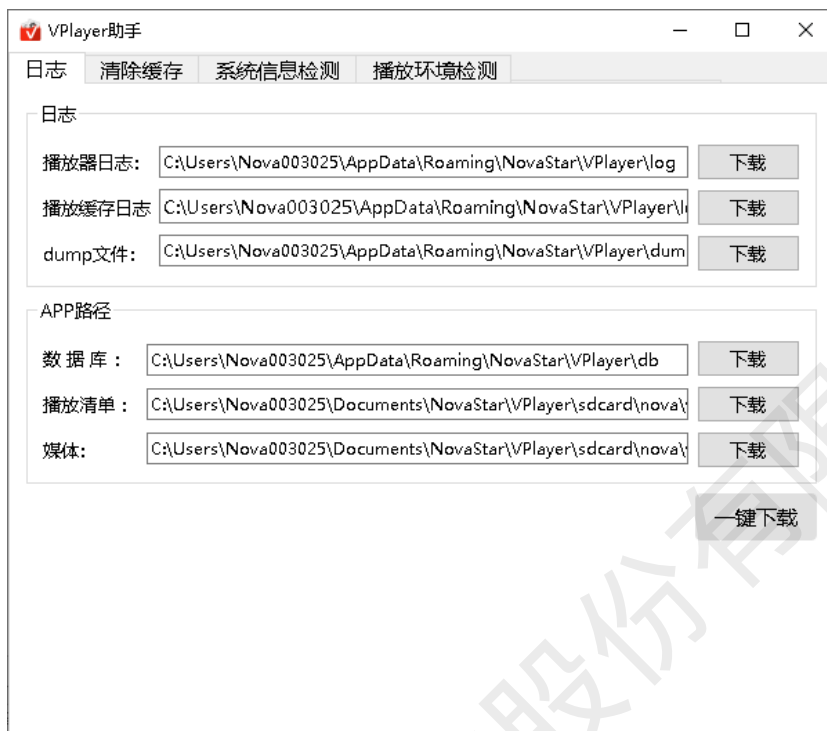 VPlayer助手
日志 清除缓存 系统信息检测 播放环境检测
日志
播放器日志: C:\Users\Nova003025\AppData\Roaming\NovaStar\VPlayer\log 下载
播放缓存日志 C:\Users\Nova003025\AppData\Roaming\NovaStar\VPlayer\l 下载
dump文件: C:\Users\Nova003025\AppData\Roaming\NovaStar\VPlayer\dum 下载
APP路径
数据库: C:\Users\Nova003025\AppData\Roaming\NovaStar\VPlayer\db 下载
播放清单: C:\Users\Nova003025\Documents\NovaStar\VPlayer\sdcard\nova\ 下载
媒体: C:\Users\Nova003025\Documents\NovaStar\VPlayer\sdcard\nova\ 下载
一键下载
股份有限